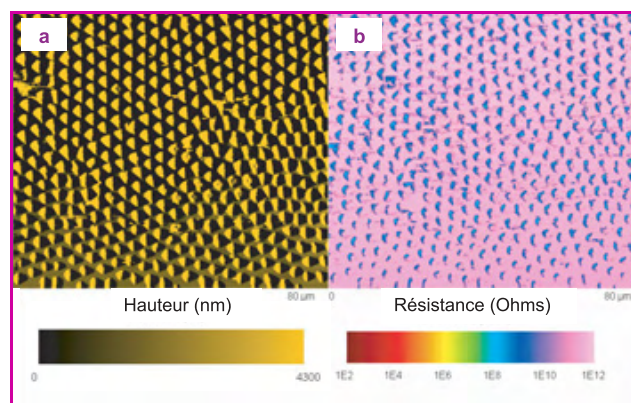 a
b
80 µm
0
80 µm
Hauteur (nm)
Résistance (Ohms)
0
4300
1E2
1E4
1E6
1E8
1E10
1E12